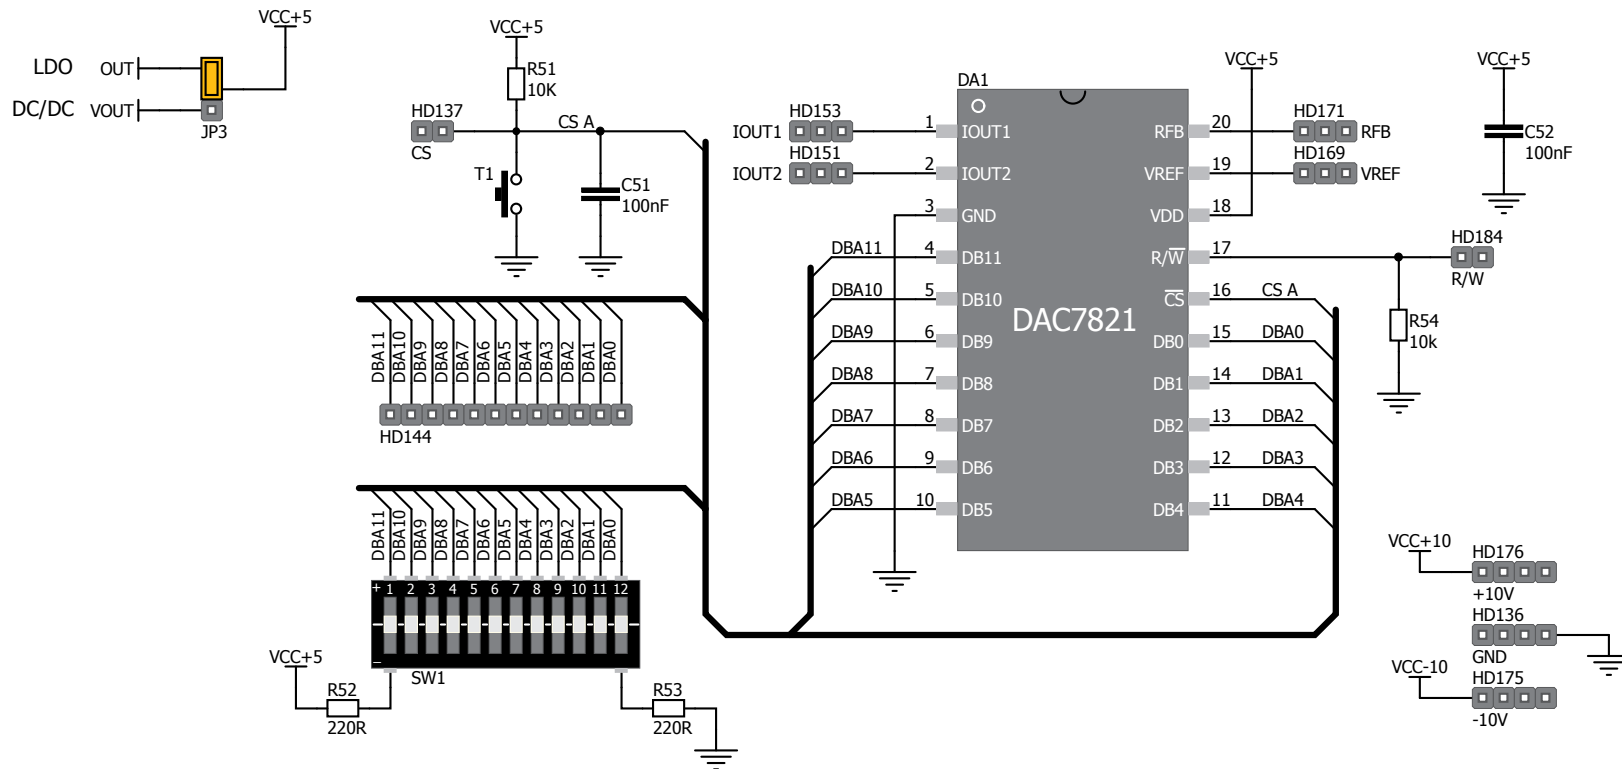 VCC+5
LDO OUT
DC/DC VOUT
JP3
VCC+5
R51
10K
HD137
CS
CS A
T1
C51
100nF
DBA11 DBA10 DBA9 DBA8 DBA7 DBA6 DBA5 DBA4 DBA3 DBA2 DBA1 DBA0
HD144
DBA11 DBA10 DBA9 DBA8 DBA7 DBA6 DBA5 DBA4 DBA3 DBA2 DBA1 DBA0
+ 1 2 3 4 5 6 7 8 9 10 11 12
–
SW1
VCC+5
R52
220R
R53
220R
DA1
VCC+5
HD153
IOUT1 1 IOUT1
HD151
IOUT2 2 IOUT2
3 GND
DBA11 4 DB11
DBA10 5 DB10
DBA9 6 DB9
DBA8 7 DB8
DBA7 8 DB7
DBA6 9 DB6
DBA5 10 DB5
DAC7821
HD171
RFB 20 RFB
HD169
VREF 19 VREF
VDD 18
R/W̅ 17
C̅S̅ 16 CS A
DB0 15 DBA0
DB1 14 DBA1
DB2 13 DBA2
DB3 12 DBA3
DB4 11 DBA4
VCC+5
C52
100nF
HD184
R/W
R54
10k
VCC+10
HD176
+10V
HD136
GND
VCC-10
HD175
-10V